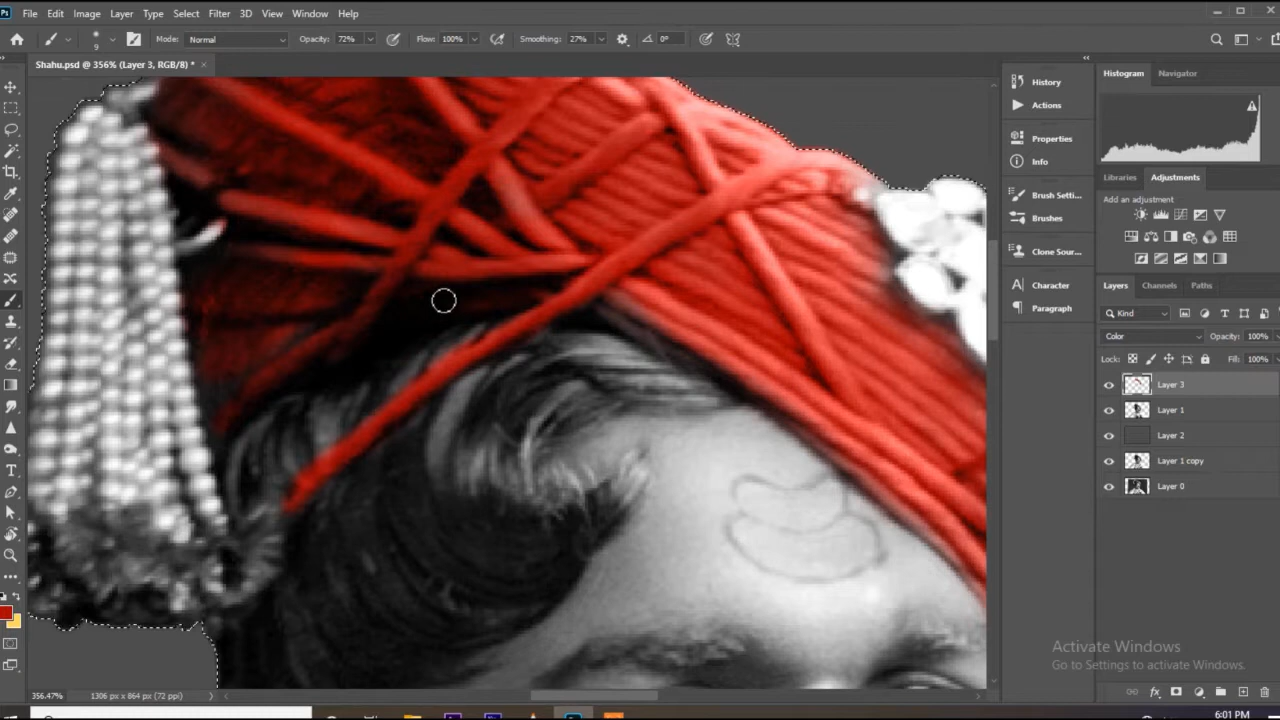 Ps File Edit Image Layer Type Select Filter 3D View Window Help
9 Mode: Normal Opacity: 72% Flow: 100% Smoothing: 27% 0°
Shahu.psd @ 356% (Layer 3, RGB/8) * ×
History
Actions
Properties
Info
Brush Setti...
Brushes
Clone Sour...
Character
Paragraph
Histogram Navigator
Libraries Adjustments
Add an adjustment
Layers Channels Paths
Kind
Color Opacity: 100%
Lock: Fill: 100%
Layer 3
Layer 1
Layer 2
Layer 1 copy
Layer 0
Activate Windows
Go to Settings to activate Windows.
356.47% 1306 px x 864 px (72 ppi)
6:01 PM